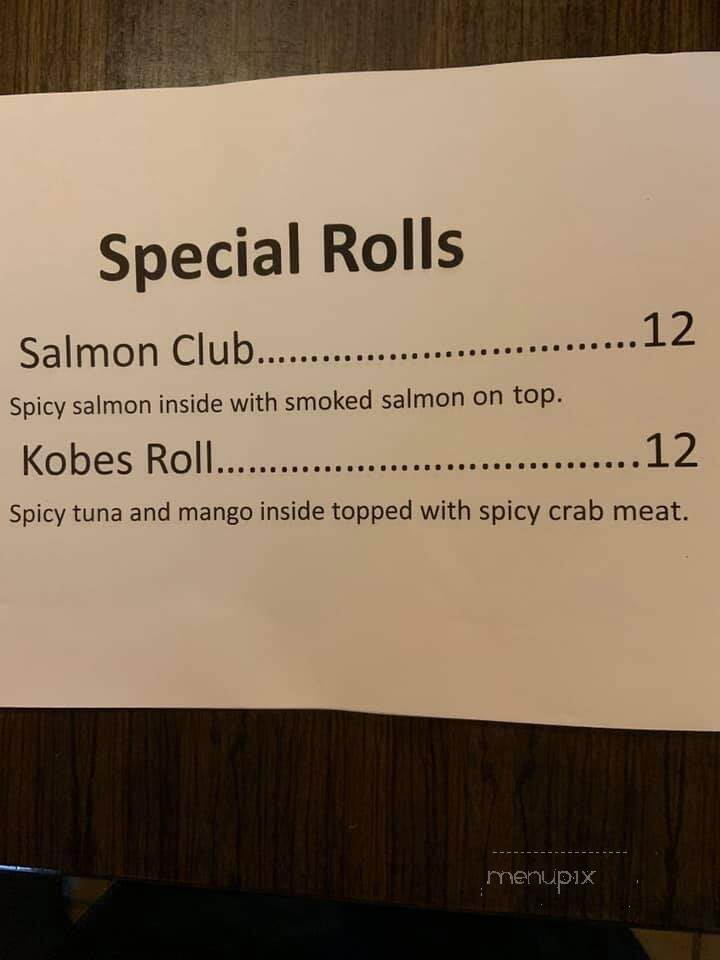 Special Rolls
Salmon Club....................................12
Spicy salmon inside with smoked salmon on top.
Kobes Roll.......................................12
Spicy tuna and mango inside topped with spicy crab meat.
menupix